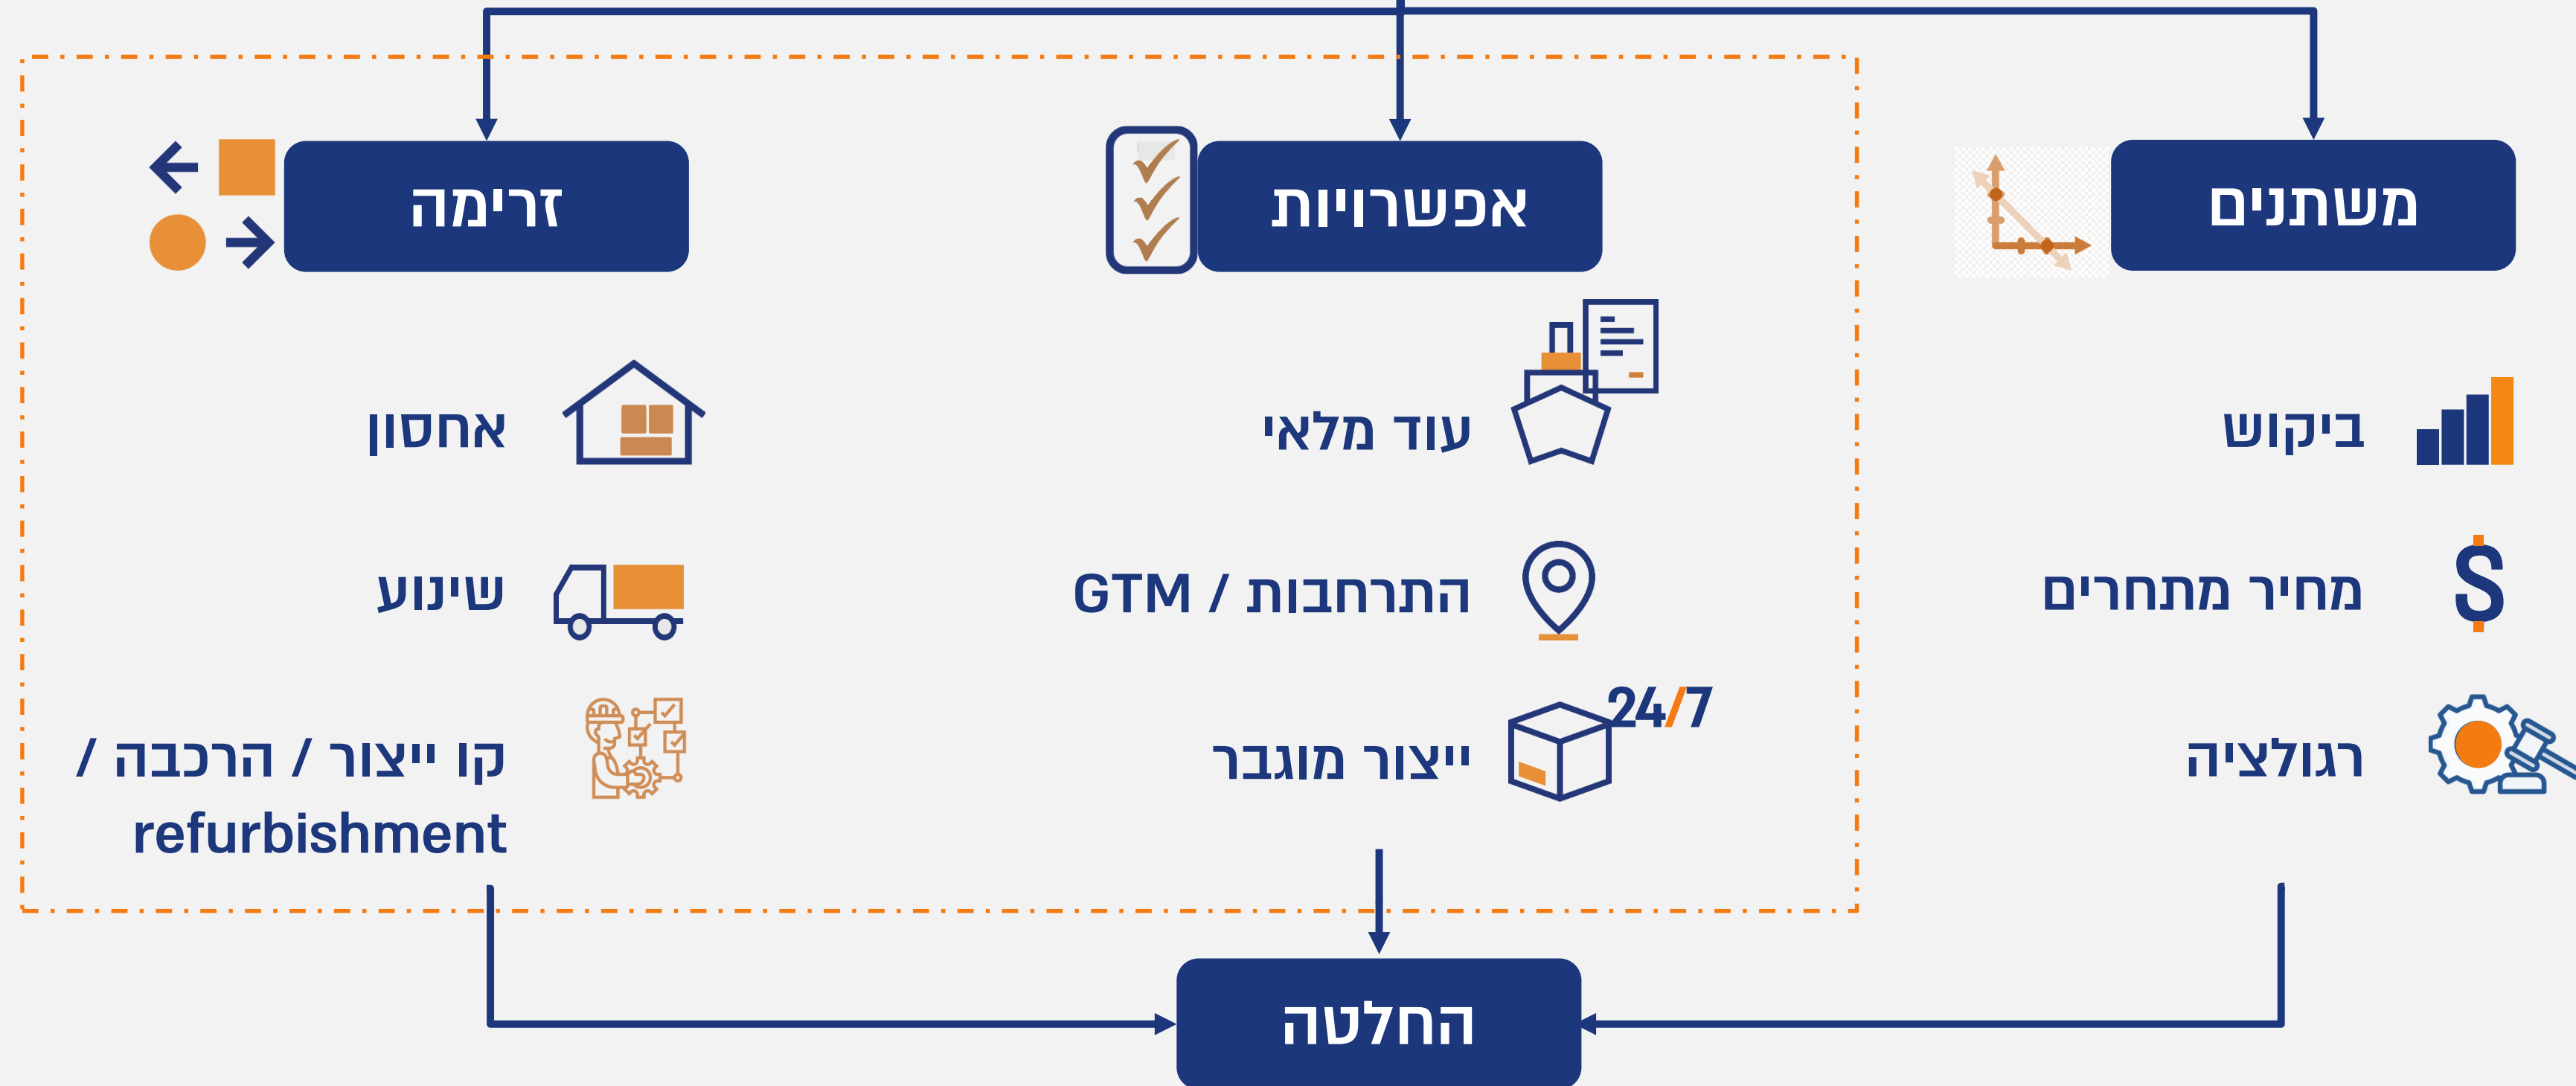 משתנים
ביקוש
מחיר מתחרים
רגולציה
אפשרויות
עוד מלאי
התרחבות / GTM
24/7
ייצור מוגבר
זרימה
אחסון
שינוע
קו ייצור / הרכבה /
refurbishment
$
החלטה